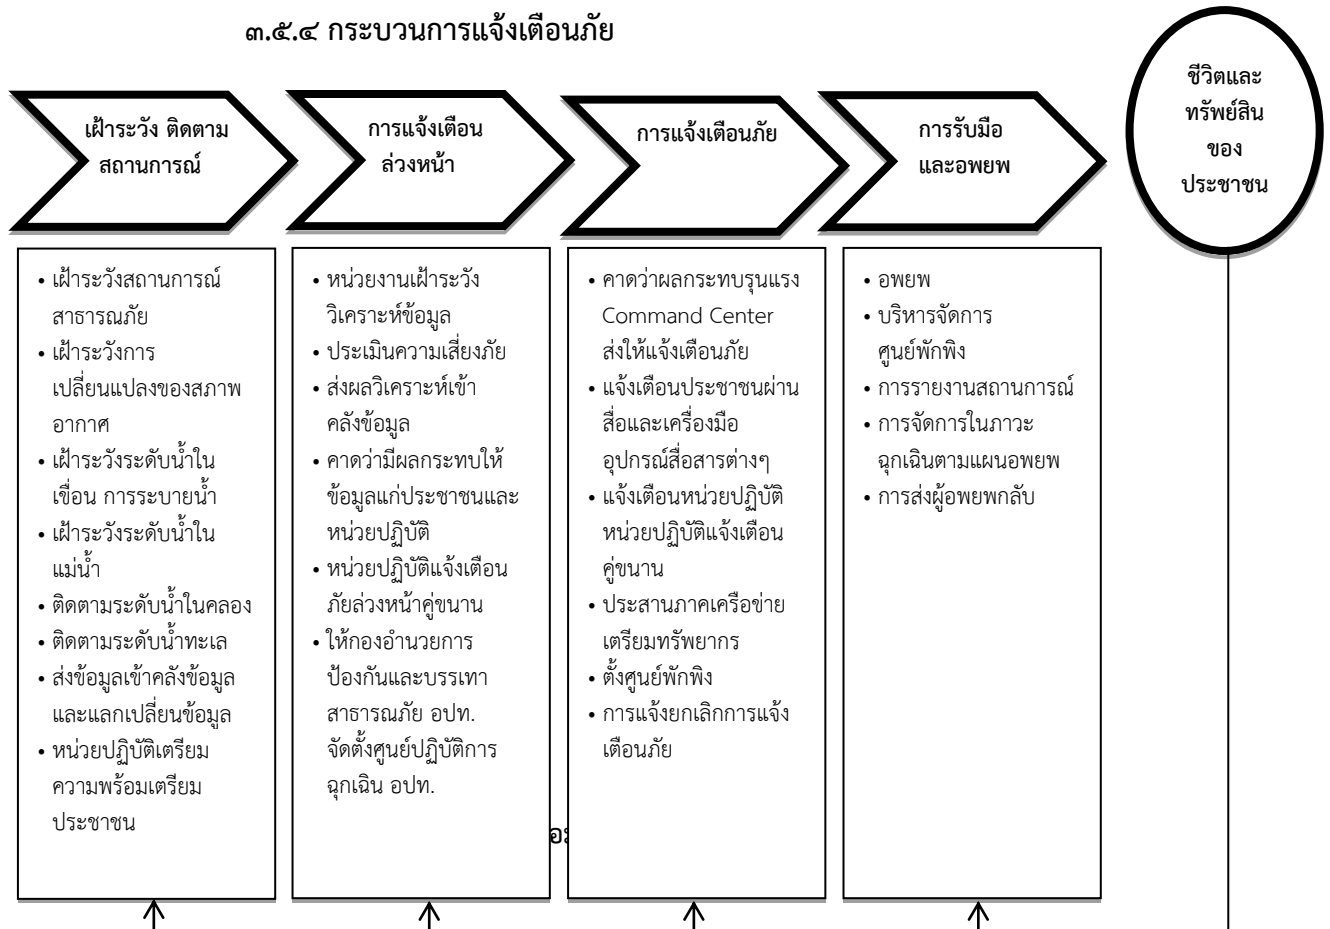 ๓.๕.๔ กระบวนการแจ้งเตือนภัย
เฝ้าระวัง ติดตาม
สถานการณ์
การแจ้งเตือน
ล่วงหน้า
การแจ้งเตือนภัย
การรับมือ
และอพยพ
ชีวิตและ
ทรัพย์สิน
ของ
ประชาชน
• เฝ้าระวังสถานการณ์
สาธารณภัย
• เฝ้าระวังการ
เปลี่ยนแปลงของสภาพ
อากาศ
• เฝ้าระวังระดับน้ำใน
เขื่อน การระบายน้ำ
• เฝ้าระวังระดับน้ำใน
แม่น้ำ
• ติดตามระดับน้ำในคลอง
• ติดตามระดับน้ำทะเล
• ส่งข้อมูลเข้าคลังข้อมูล
และแลกเปลี่ยนข้อมูล
• หน่วยปฏิบัติเตรียม
ความพร้อมเตรียม
ประชาชน
• หน่วยงานเฝ้าระวัง
วิเคราะห์ข้อมูล
• ประเมินความเสี่ยงภัย
• ส่งผลวิเคราะห์เข้า
คลังข้อมูล
• คาดว่ามีผลกระทบให้
ข้อมูลแก่ประชาชนและ
หน่วยปฏิบัติ
• หน่วยปฏิบัติแจ้งเตือน
ภัยล่วงหน้าคู่ขนาน
• ให้กองอำนวยการ
ป้องกันและบรรเทา
สาธารณภัย อปท.
จัดตั้งศูนย์ปฏิบัติการ
ฉุกเฉิน อปท.
• คาดว่าผลกระทบรุนแรง
Command Center
ส่งให้แจ้งเตือนภัย
• แจ้งเตือนประชาชนผ่าน
สื่อและเครื่องมือ
อุปกรณ์สื่อสารต่างๆ
• แจ้งเตือนหน่วยปฏิบัติ
หน่วยปฏิบัติแจ้งเตือน
คู่ขนาน
• ประสานภาคเครือข่าย
เตรียมทรัพยากร
• ตั้งศูนย์พักพิง
• การแจ้งยกเลิกการแจ้ง
เตือนภัย
• อพยพ
• บริหารจัดการ
ศูนย์พักพิง
• การรายงานสถานการณ์
• การจัดการในภาวะ
ฉุกเฉินตามแผนอพยพ
• การส่งผู้อพยพกลับ